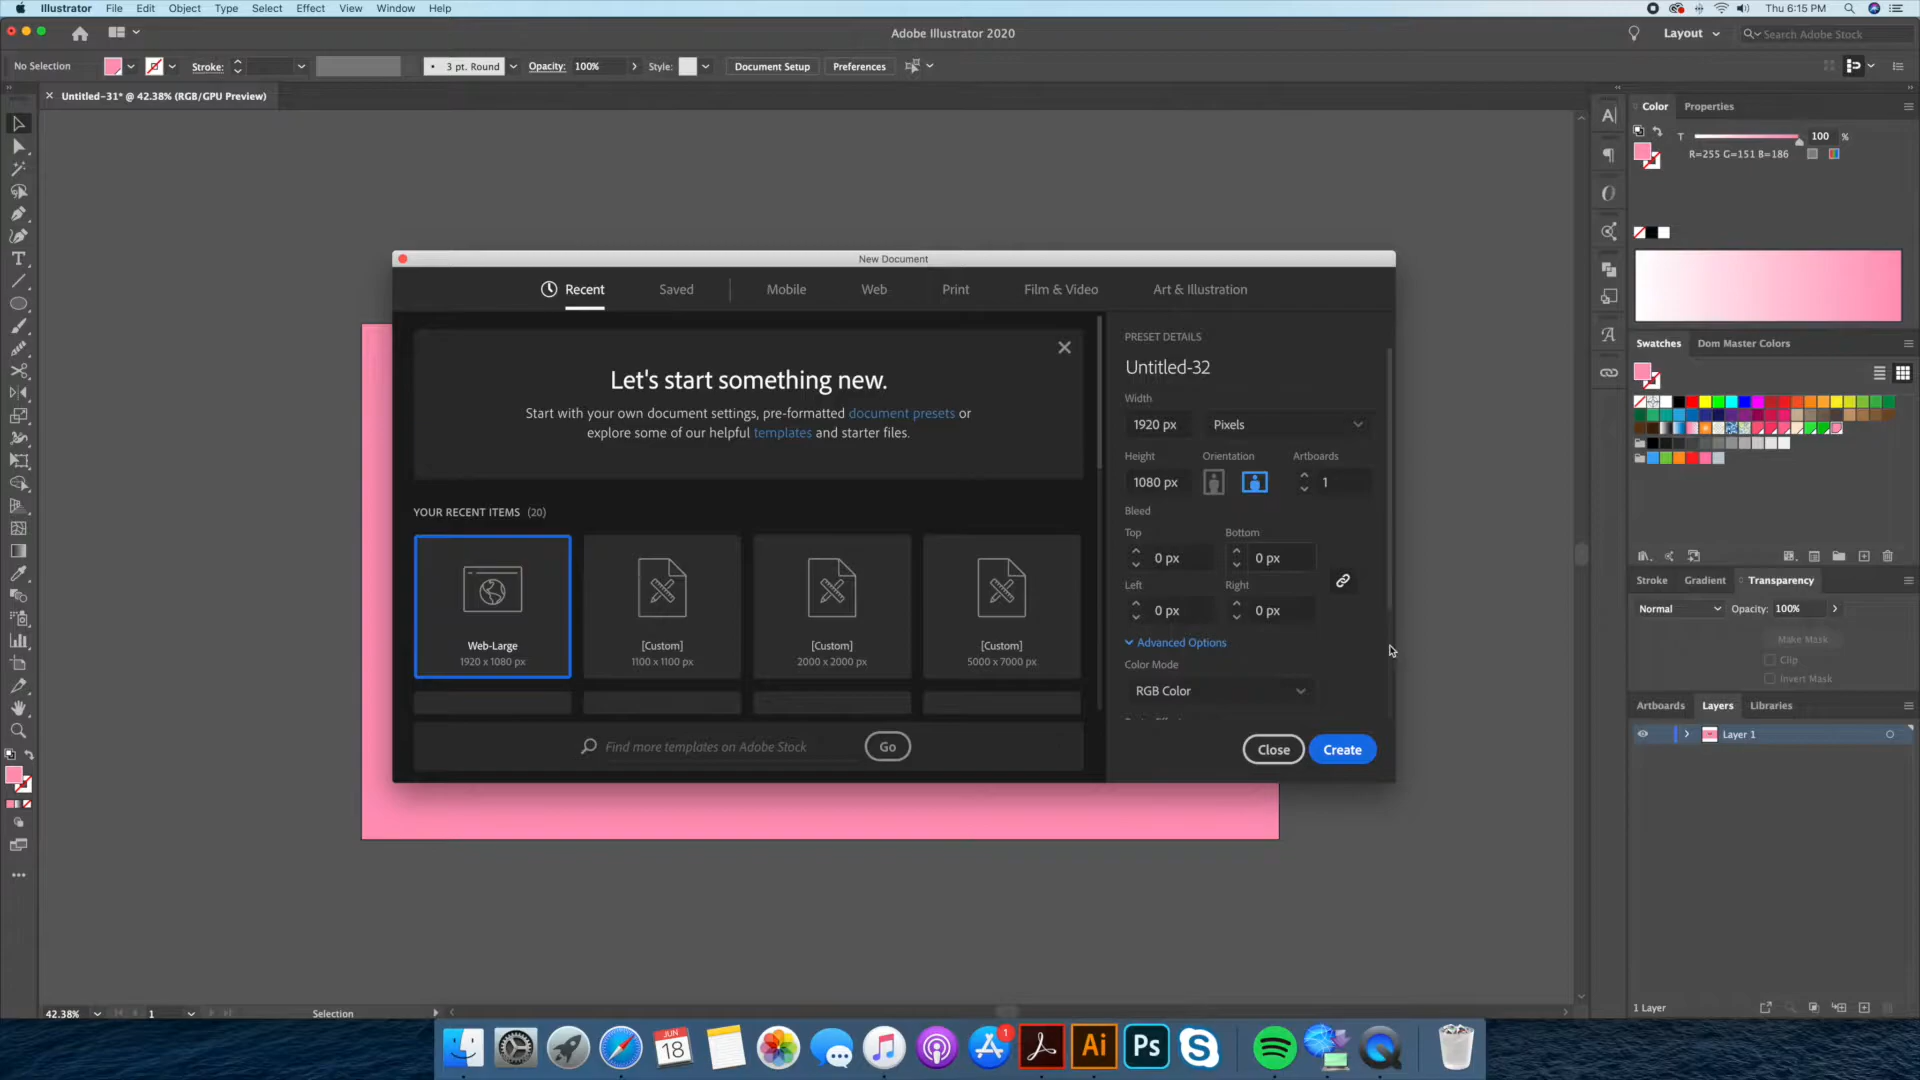 Illustrator File Edit Object Type Select Effect View Window Help
Thu 6:15 PM
Adobe Illustrator 2020
Layout
Search Adobe Stock
No Selection
Stroke:
3 pt. Round
Opacity: 100%
Style:
Document Setup
Preferences
Untitled-31* @ 42.38% (RGB/GPU Preview)
Color
Properties
T
100 %
R=255 G=151 B=186
New Document
Recent
Saved
Mobile
Web
Print
Film & Video
Art & Illustration
Let's start something new.
Start with your own document settings, pre-formatted document presets or
explore some of our helpful templates and starter files.
YOUR RECENT ITEMS (20)
Web-Large
1920 x 1080 px
[Custom]
1100 x 1100 px
[Custom]
2000 x 2000 px
[Custom]
5000 x 7000 px
Find more templates on Adobe Stock
Go
PRESET DETAILS
Untitled-32
Width
1920 px
Pixels
Height
Orientation
Artboards
1080 px
1
Bleed
Top
Bottom
0 px
0 px
Left
Right
0 px
0 px
Advanced Options
Color Mode
RGB Color
Close
Create
Swatches
Dom Master Colors
Stroke
Gradient
Transparency
Normal
Opacity: 100%
Make Mask
Clip
Invert Mask
Artboards
Layers
Libraries
Layer 1
1 Layer
42.38%
1
Selection
JUN
18
1
Ai
Ps